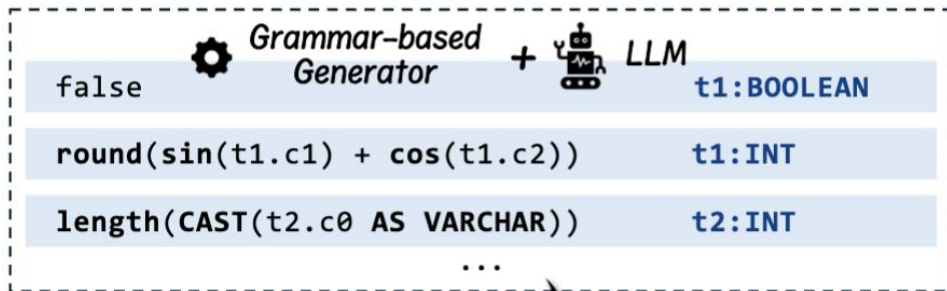 Grammar-based
Generator + LLM
false t1:BOOLEAN
round(sin(t1.c1) + cos(t1.c2)) t1:INT
length(CAST(t2.c0 AS VARCHAR)) t2:INT
...